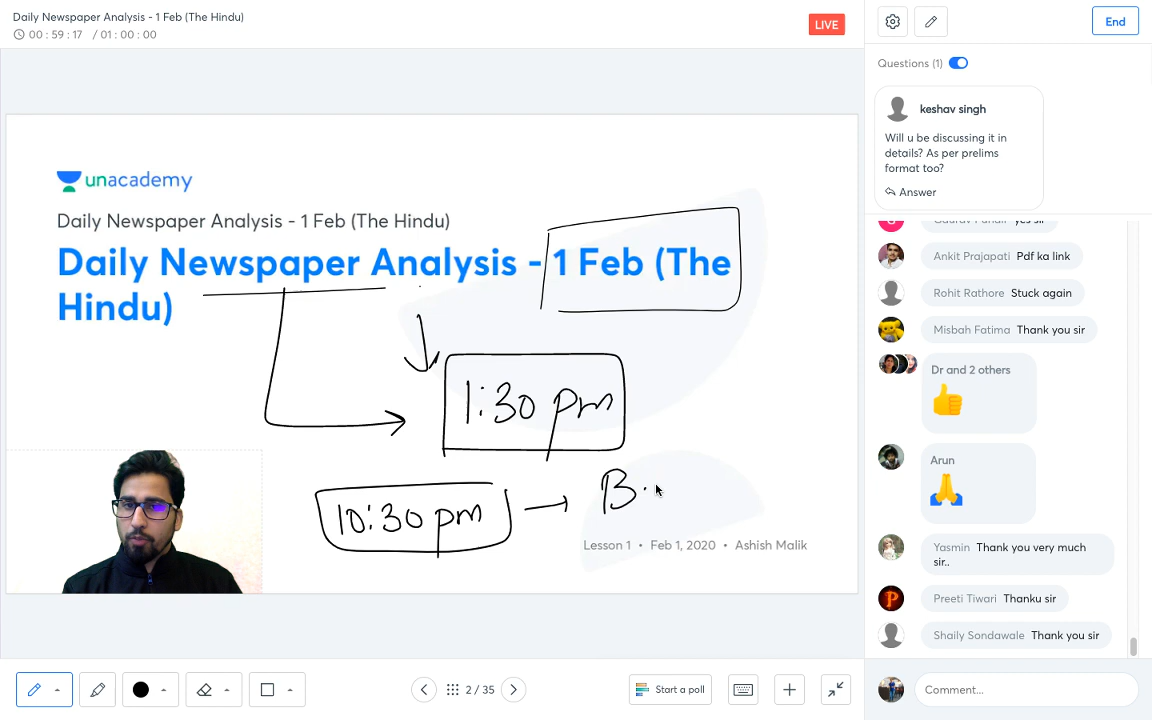 Daily Newspaper Analysis - 1 Feb (The Hindu)
00 : 59 : 17 / 01 : 00 : 00
LIVE
End
Questions (1)
keshav singh
Will u be discussing it in
details? As per prelims
format too?
Answer
unacademy
Daily Newspaper Analysis - 1 Feb (The Hindu)
Daily Newspaper Analysis - 1 Feb (The
Hindu)
1:30 pm
10:30 pm → B.
Lesson 1 • Feb 1, 2020 • Ashish Malik
yes sir
Ankit Prajapati Pdf ka link
Rohit Rathore Stuck again
Misbah Fatima Thank you sir
Dr and 2 others
Arun
Yasmin Thank you very much
sir..
Preeti Tiwari Thanku sir
Shaily Sondawale Thank you sir
2 / 35
Start a poll
Comment...